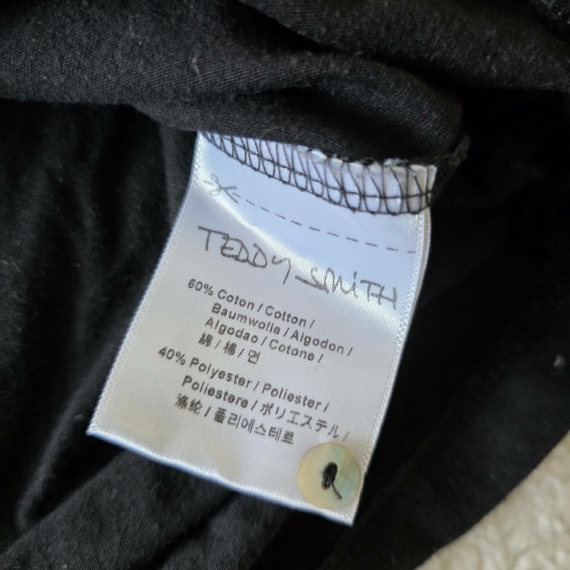 TEDDY SMiTH
60% Coton / Cotton /
Baumwolle / Algodon /
Algodao / Cotone /
綿 / 棉 / 면
40% Polyester / Poliester /
Poliestere / ポリエステル /
涤纶 / 폴리에스테르